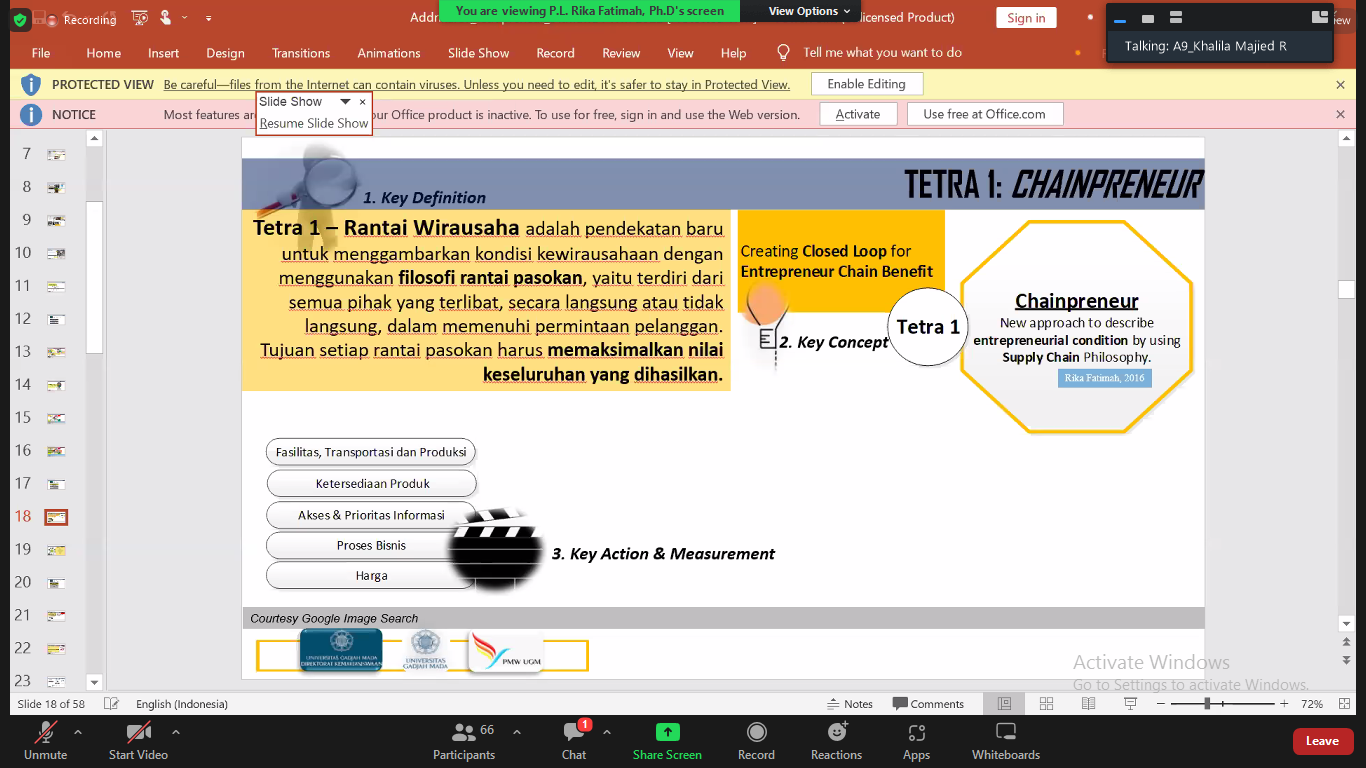 Recording
Addr
You are viewing P.L. Rika Fatimah, Ph.D's screen
View Options
icensed Product)
Sign in
iew
Talking: A9_Khalila Majied R
File
Home
Insert
Design
Transitions
Animations
Slide Show
Record
Review
View
Help
Tell me what you want to do
PROTECTED VIEW
Be careful—files from the Internet can contain viruses. Unless you need to edit, it's safer to stay in Protected View.
Enable Editing
Slide Show
Resume Slide Show
NOTICE
Most features are
our Office product is inactive. To use for free, sign in and use the Web version.
Activate
Use free at Office.com
7
8
9
10
11
12
13
14
15
16
17
18
19
20
21
22
23
1. Key Definition
TETRA 1: CHAINPRENEUR
Tetra 1 – Rantai Wirausaha adalah pendekatan baru
untuk menggambarkan kondisi kewirausahaan dengan
menggunakan filosofi rantai pasokan, yaitu terdiri dari
semua pihak yang terlibat, secara langsung atau tidak
langsung, dalam memenuhi permintaan pelanggan.
Tujuan setiap rantai pasokan harus memaksimalkan nilai
keseluruhan yang dihasilkan.
Creating Closed Loop for
Entrepreneur Chain Benefit
2. Key Concept
Tetra 1
Chainpreneur
New approach to describe
entrepreneurial condition by using
Supply Chain Philosophy.
Rika Fatimah, 2016
Fasilitas, Transportasi dan Produksi
Ketersediaan Produk
Akses & Prioritas Informasi
Proses Bisnis
Harga
3. Key Action & Measurement
Courtesy Google Image Search
UNIVERSITAS GADJAH MADA
DIREKTORAT KEMAHASISWAAN
UNIVERSITAS
GADJAH MADA
PMW UGM
Activate Windows
Go to Settings to activate Windows.
Slide 18 of 58
English (Indonesia)
Notes
Comments
72%
Unmute
Start Video
66
Participants
1
Chat
Share Screen
Record
Reactions
Apps
Whiteboards
Leave